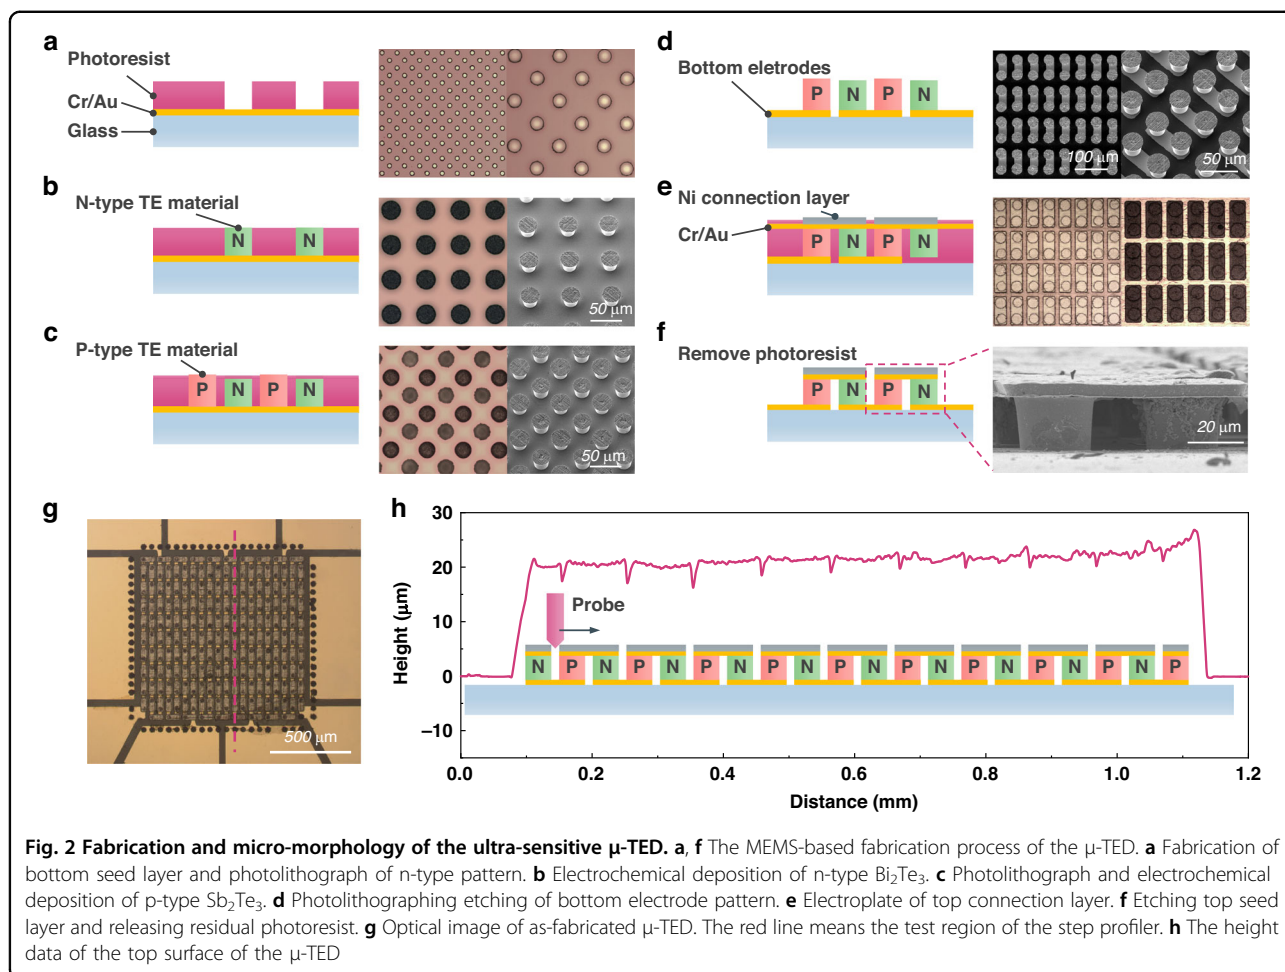 a
Photoresist
Cr/Au
Glass
b
N-type TE material
N N
50 μm
c
P-type TE material
P N P N
50 μm
d
Bottom eletrodes
P N P N
100 μm
50 μm
e
Ni connection layer
Cr/Au
P N P N
f
Remove photoresist
P N P N
20 μm
g
500 μm
h
30
20
10
0
–10
Height (μm)
Probe
N P N P N P N P N P N P N P N P N P N P
0.0 0.2 0.4 0.6 0.8 1.0 1.2
Distance (mm)
Fig. 2 Fabrication and micro-morphology of the ultra-sensitive μ-TED. a, f The MEMS-based fabrication process of the μ-TED. a Fabrication of
bottom seed layer and photolithograph of n-type pattern. b Electrochemical deposition of n-type Bi₂Te₃. c Photolithograph and electrochemical
deposition of p-type Sb₂Te₃. d Photolithographing etching of bottom electrode pattern. e Electroplate of top connection layer. f Etching top seed
layer and releasing residual photoresist. g Optical image of as-fabricated μ-TED. The red line means the test region of the step profiler. h The height
data of the top surface of the μ-TED